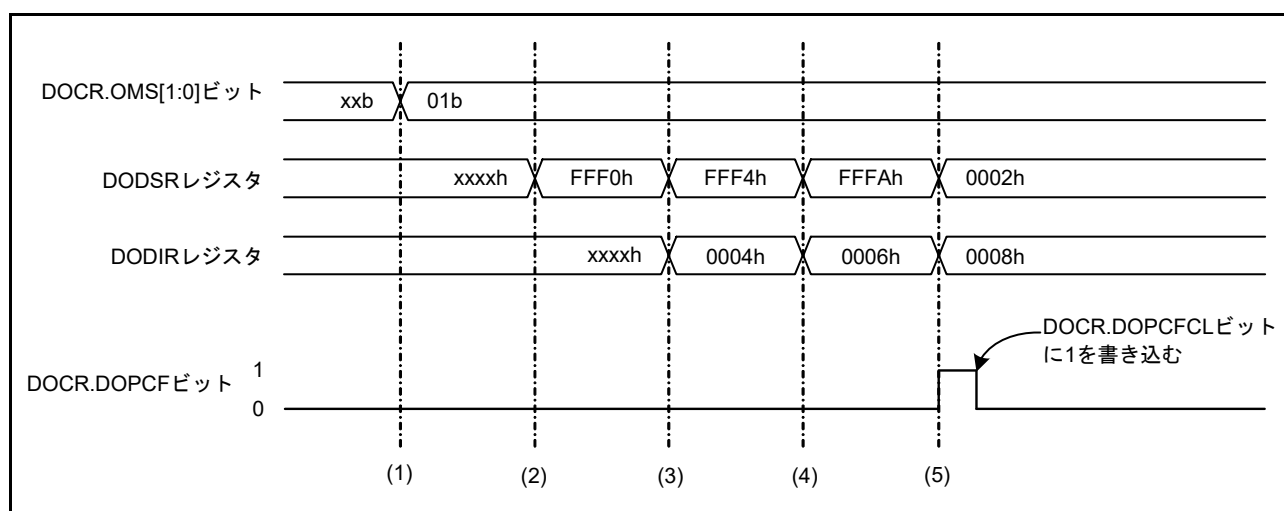 DOCR.OMS[1:0]ビット
xxb 01b
DODSRレジスタ
xxxxh FFF0h FFF4h FFFAh 0002h
DODIRレジスタ
xxxxh 0004h 0006h 0008h
DOCR.DOPCFCLビット
に1を書き込む
DOCR.DOPCFビット
1
0
(1) (2) (3) (4) (5)